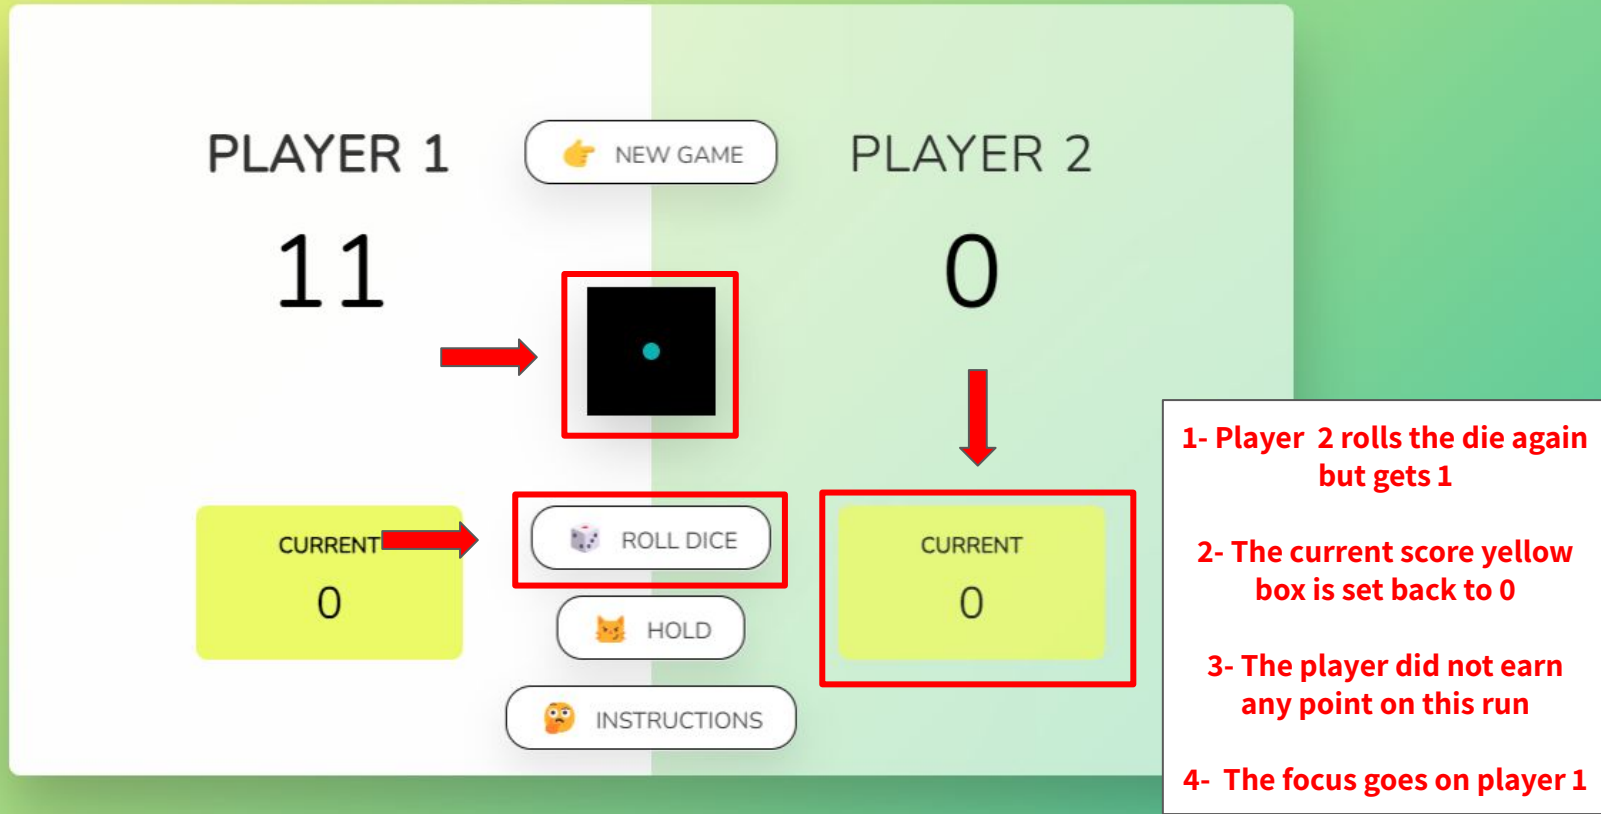 PLAYER 1
👉 NEW GAME
PLAYER 2
11
0
CURRENT
0
🎲 ROLL DICE
😼 HOLD
🤔 INSTRUCTIONS
CURRENT
0
1- Player 2 rolls the die again
but gets 1
2- The current score yellow
box is set back to 0
3- The player did not earn
any point on this run
4- The focus goes on player 1